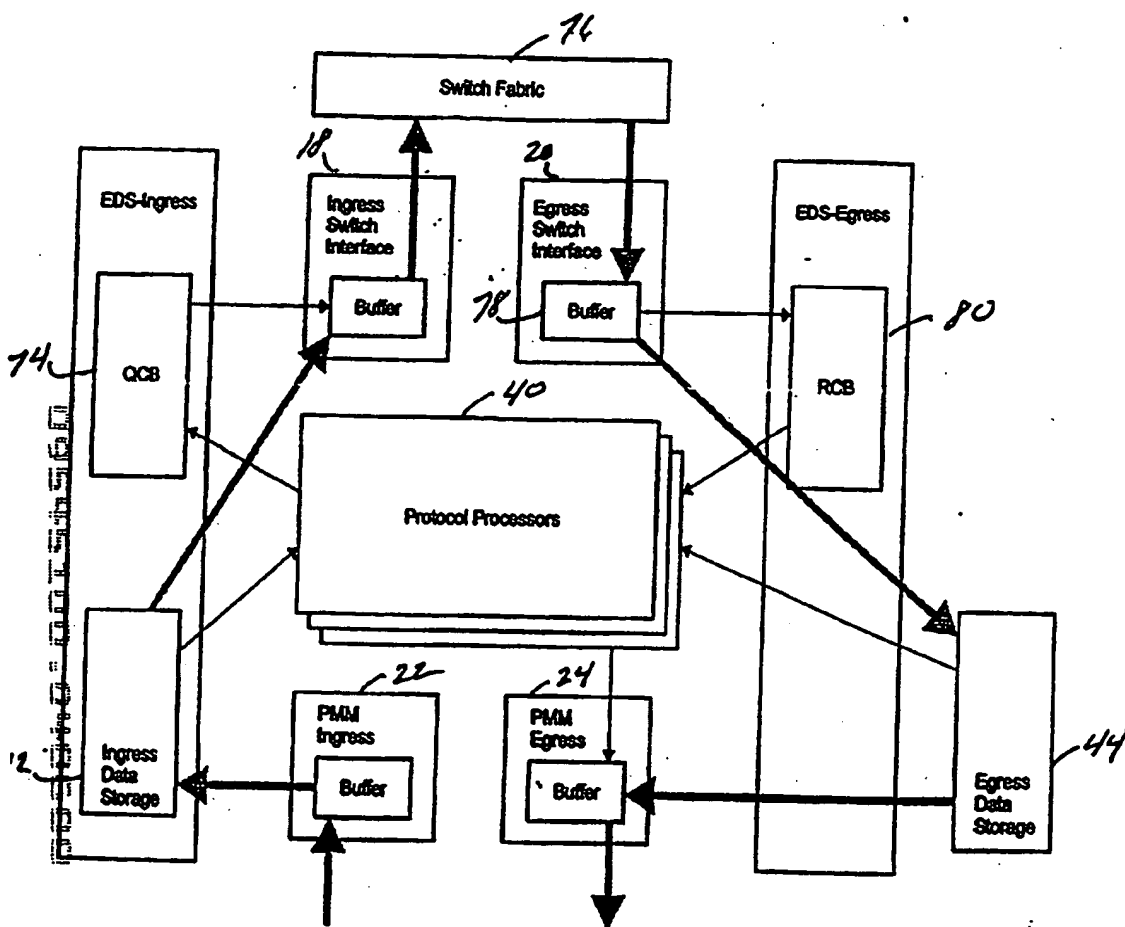 76
Switch Fabric
18
20
EDS-Ingress
Ingress
Switch
Interface
Egress
Switch
Interface
EDS-Egress
Buffer
78
Buffer
80
74
QCB
RCB
40
Protocol Processors
22
24
PMM
Ingress
PMM
Egress
12
Ingress
Data
Storage
Buffer
Buffer
44
Egress
Data
Storage